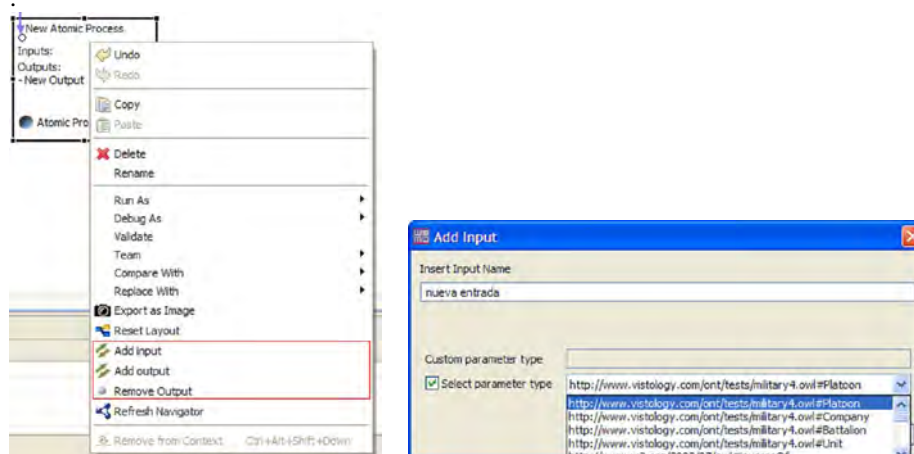 :
New Atomic Process
Inputs:
Outputs:
- New Output
Atomic Pro
Undo
Redo
Copy
Paste
Delete
Rename
Run As
Debug As
Validate
Team
Compare With
Replace With
Export as Image
Reset Layout
Add input
Add output
Remove Output
Refresh Navigator
Remove from Context Ctrl+Alt+Shift+Down
Add Input
Insert Input Name
nueva entrada
Custom parameter type
Select parameter type http://www.vistology.com/ont/tests/military4.owl#Platoon
http://www.vistology.com/ont/tests/military4.owl#Platoon
http://www.vistology.com/ont/tests/military4.owl#Company
http://www.vistology.com/ont/tests/military4.owl#Battalion
http://www.vistology.com/ont/tests/military4.owl#Unit